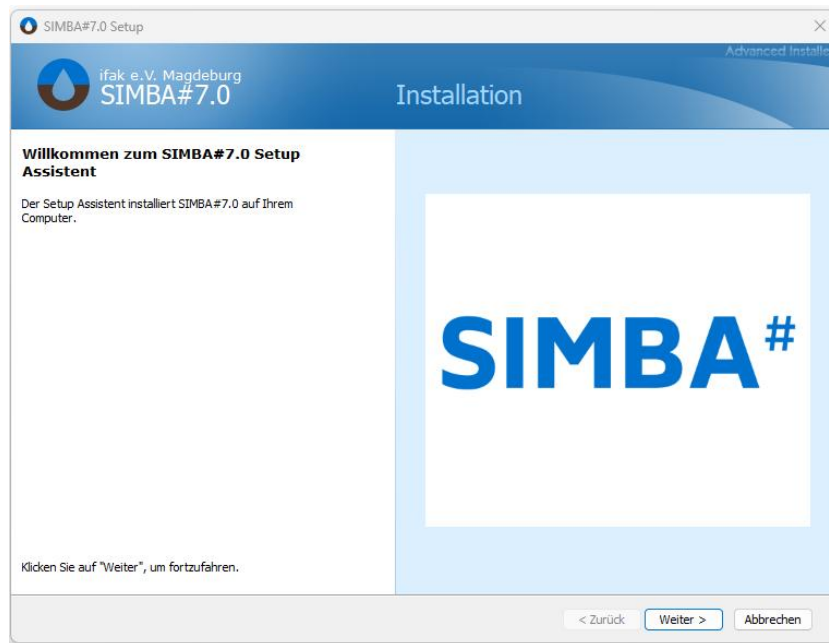 SIMBA#7.0 Setup
Advanced Installe
ifak e.V. Magdeburg
SIMBA#7.0
Installation
Willkommen zum SIMBA#7.0 Setup
Assistent
Der Setup Assistent installiert SIMBA#7.0 auf Ihrem
Computer.
SIMBA#
Klicken Sie auf "Weiter", um fortzufahren.
< Zurück
Weiter >
Abbrechen